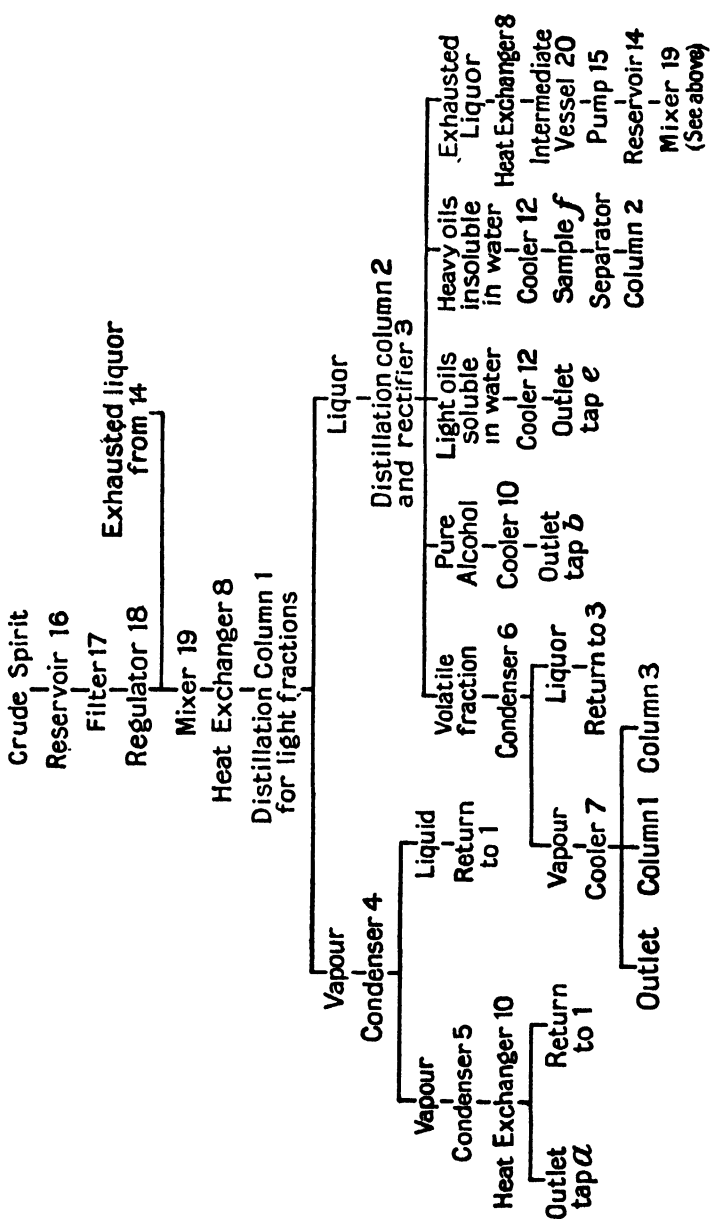 Crude Spirit
Reservoir 16
Filter 17
Regulator 18
Exhausted liquor
from 14
Mixer 19
Heat Exchanger 8
Distillation Column 1
for light fractions
Vapour
Condenser 4
Vapour
Condenser 5
Heat Exchanger 10
Outlet
tap a
Return
to 1
Liquid
Return
to 1
Liquor
Distillation column 2
and rectifier 3
Volatile
fraction
Condenser 6
Vapour
Cooler 7
Outlet
Column 1
Column 3
Liquor
Return to 3
Pure
Alcohol
Cooler 10
Outlet
tap b
Light oils
soluble
in water
Cooler 12
Outlet
tap e
Heavy oils
insoluble
in water
Cooler 12
Sample f
Separator
Column 2
Exhausted
Liquor
Heat Exchanger 8
Intermediate
Vessel 20
Pump 15
Reservoir 14
Mixer 19
(See above)